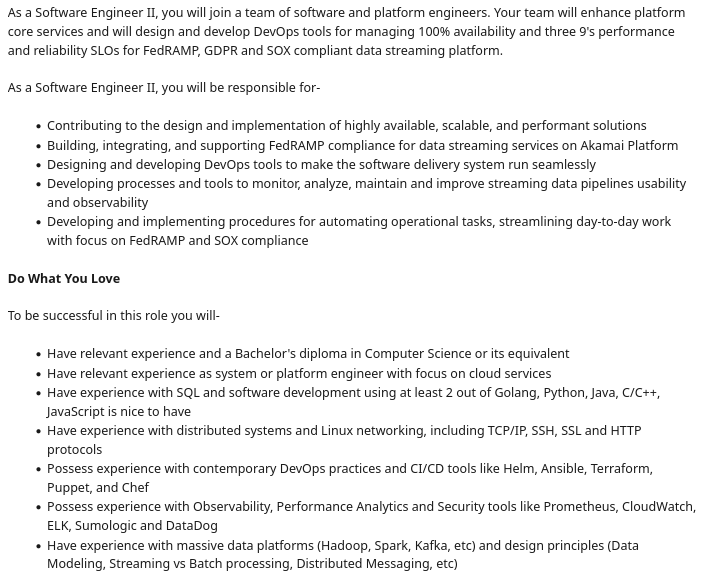 As a Software Engineer II, you will join a team of software and platform engineers. Your team will enhance platform
core services and will design and develop DevOps tools for managing 100% availability and three 9's performance
and reliability SLOs for FedRAMP, GDPR and SOX compliant data streaming platform.
As a Software Engineer II, you will be responsible for-
• Contributing to the design and implementation of highly available, scalable, and performant solutions
• Building, integrating, and supporting FedRAMP compliance for data streaming services on Akamai Platform
• Designing and developing DevOps tools to make the software delivery system run seamlessly
• Developing processes and tools to monitor, analyze, maintain and improve streaming data pipelines usability
and observability
• Developing and implementing procedures for automating operational tasks, streamlining day-to-day work
with focus on FedRAMP and SOX compliance
Do What You Love
To be successful in this role you will-
• Have relevant experience and a Bachelor's diploma in Computer Science or its equivalent
• Have relevant experience as system or platform engineer with focus on cloud services
• Have experience with SQL and software development using at least 2 out of Golang, Python, Java, C/C++,
JavaScript is nice to have
• Have experience with distributed systems and Linux networking, including TCP/IP, SSH, SSL and HTTP
protocols
• Possess experience with contemporary DevOps practices and CI/CD tools like Helm, Ansible, Terraform,
Puppet, and Chef
• Possess experience with Observability, Performance Analytics and Security tools like Prometheus, CloudWatch,
ELK, Sumologic and DataDog
• Have experience with massive data platforms (Hadoop, Spark, Kafka, etc) and design principles (Data
Modeling, Streaming vs Batch processing, Distributed Messaging, etc)